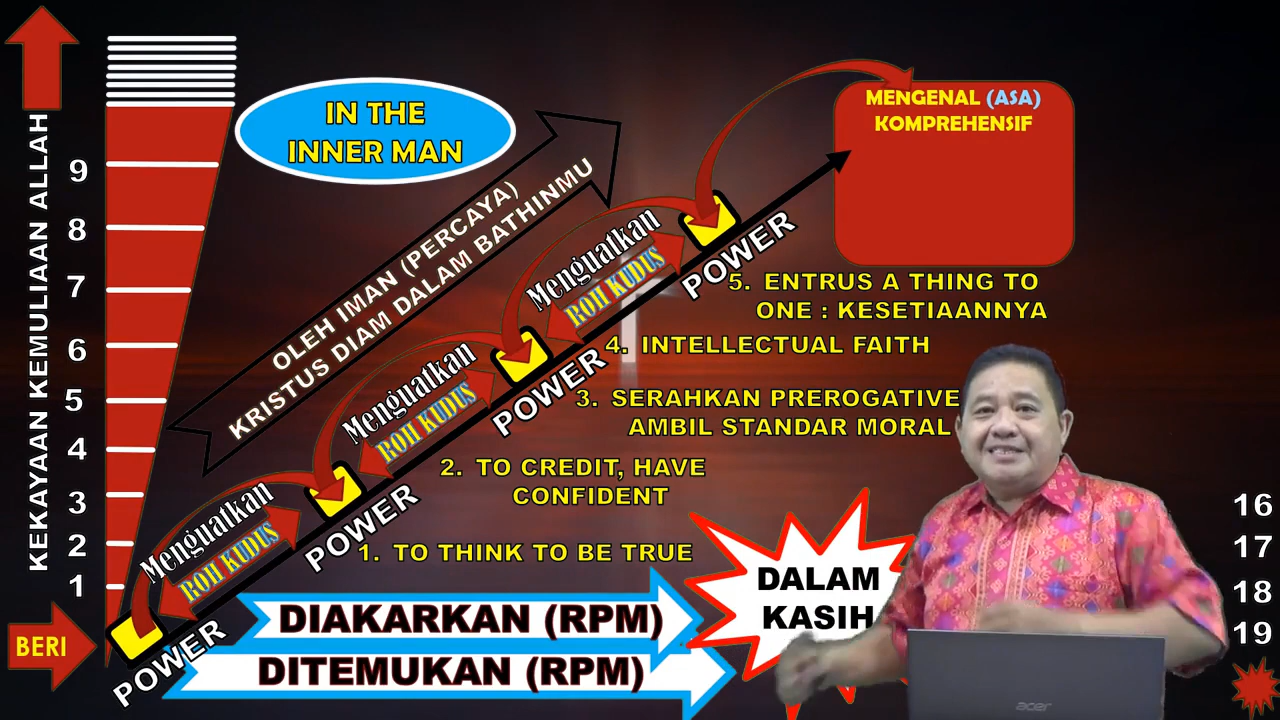 KEKAYAAN KEMULIAAN ALLAH
9
8
7
6
5
4
3
2
1
BERI
IN THE
INNER MAN
OLEH IMAN (PERCAYA)
KRISTUS DIAM DALAM BATHINMU
MENGENAL (ASA)
KOMPREHENSIF
Menguatkan
ROH KUDUS
POWER
Menguatkan
ROH KUDUS
POWER
Menguatkan
ROH KUDUS
POWER
POWER
5. ENTRUS A THING TO
ONE : KESETIAANNYA
4. INTELLECTUAL FAITH
3. SERAHKAN PREROGATIVE
AMBIL STANDAR MORAL
2. TO CREDIT, HAVE
CONFIDENT
1. TO THINK TO BE TRUE
DIAKARKAN (RPM)
DITEMUKAN (RPM)
DALAM
KASIH
16
17
18
19
acer